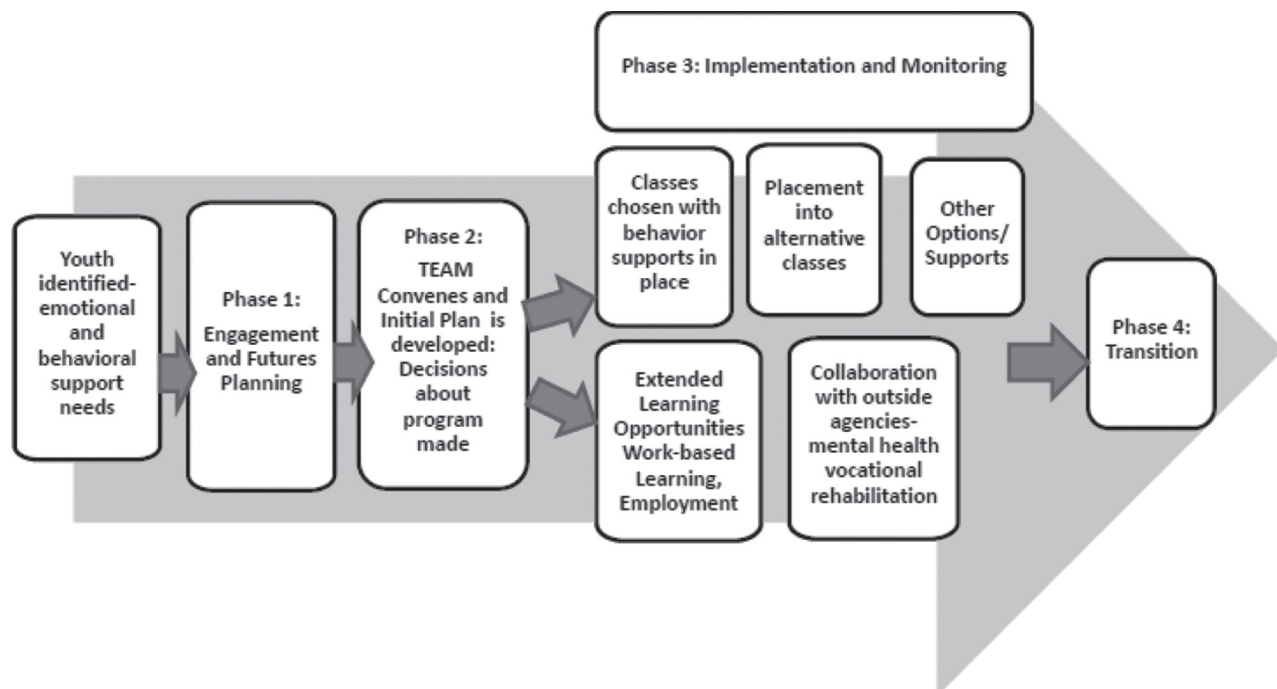 Phase 3: Implementation and Monitoring
Youth
identified-
emotional
and
behavioral
support
needs
Phase 1:
Engagement
and Futures
Planning
Phase 2:
TEAM
Convenes and
Initial Plan is
developed:
Decisions
about
program
made
Classes
chosen with
behavior
supports in
place
Placement
into
alternative
classes
Other
Options/
Supports
Extended
Learning
Opportunities
Work-based
Learning,
Employment
Collaboration
with outside
agencies-
mental health
vocational
rehabilitation
Phase 4:
Transition